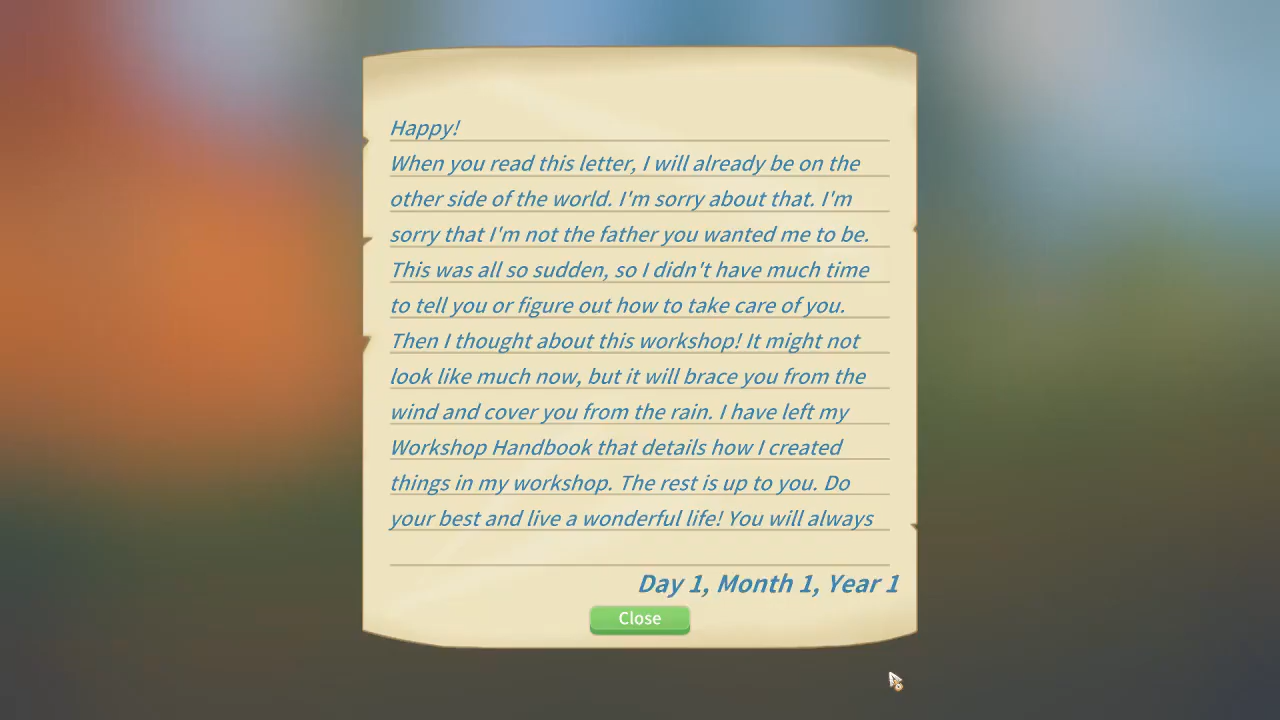 Happy!
When you read this letter, I will already be on the
other side of the world. I'm sorry about that. I'm
sorry that I'm not the father you wanted me to be.
This was all so sudden, so I didn't have much time
to tell you or figure out how to take care of you.
Then I thought about this workshop! It might not
look like much now, but it will brace you from the
wind and cover you from the rain. I have left my
Workshop Handbook that details how I created
things in my workshop. The rest is up to you. Do
your best and live a wonderful life! You will always
Day 1, Month 1, Year 1
Close